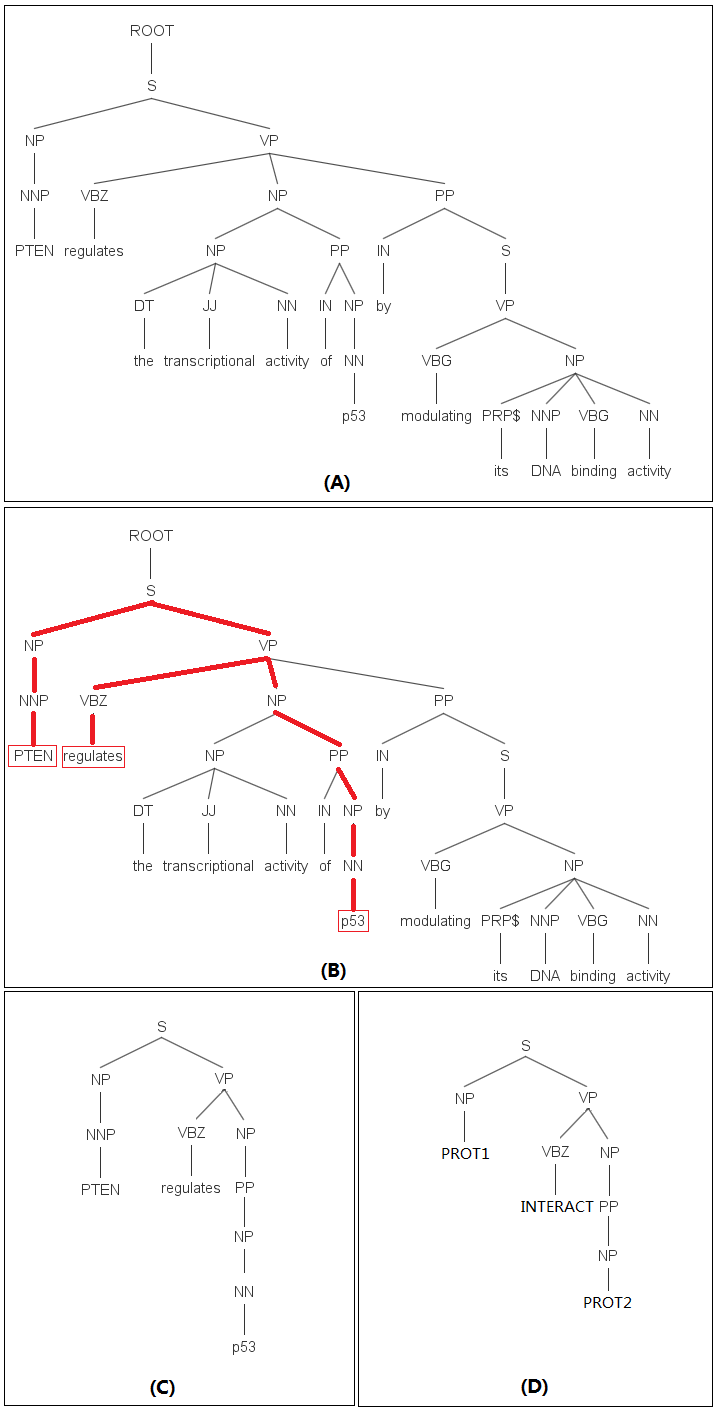 ROOT
S
NP VP
NNP VBZ NP PP
PTEN regulates NP PP IN S
DT JJ NN IN NP by VP
the transcriptional activity of NN VBG NP
p53 modulating PRP$ NNP VBG NN
its DNA binding activity
(A)
ROOT
S
NP VP
NNP VBZ NP PP
PTEN regulates NP PP IN S
DT JJ NN IN NP by VP
the transcriptional activity of NN VBG NP
p53 modulating PRP$ NNP VBG NN
(B) its DNA binding activity
S
NP VP
NNP VBZ NP
PTEN regulates PP
NP
NN
p53
(C)
S
NP VP
PROT1 VBZ NP
INTERACT PP
NP
PROT2
(D)